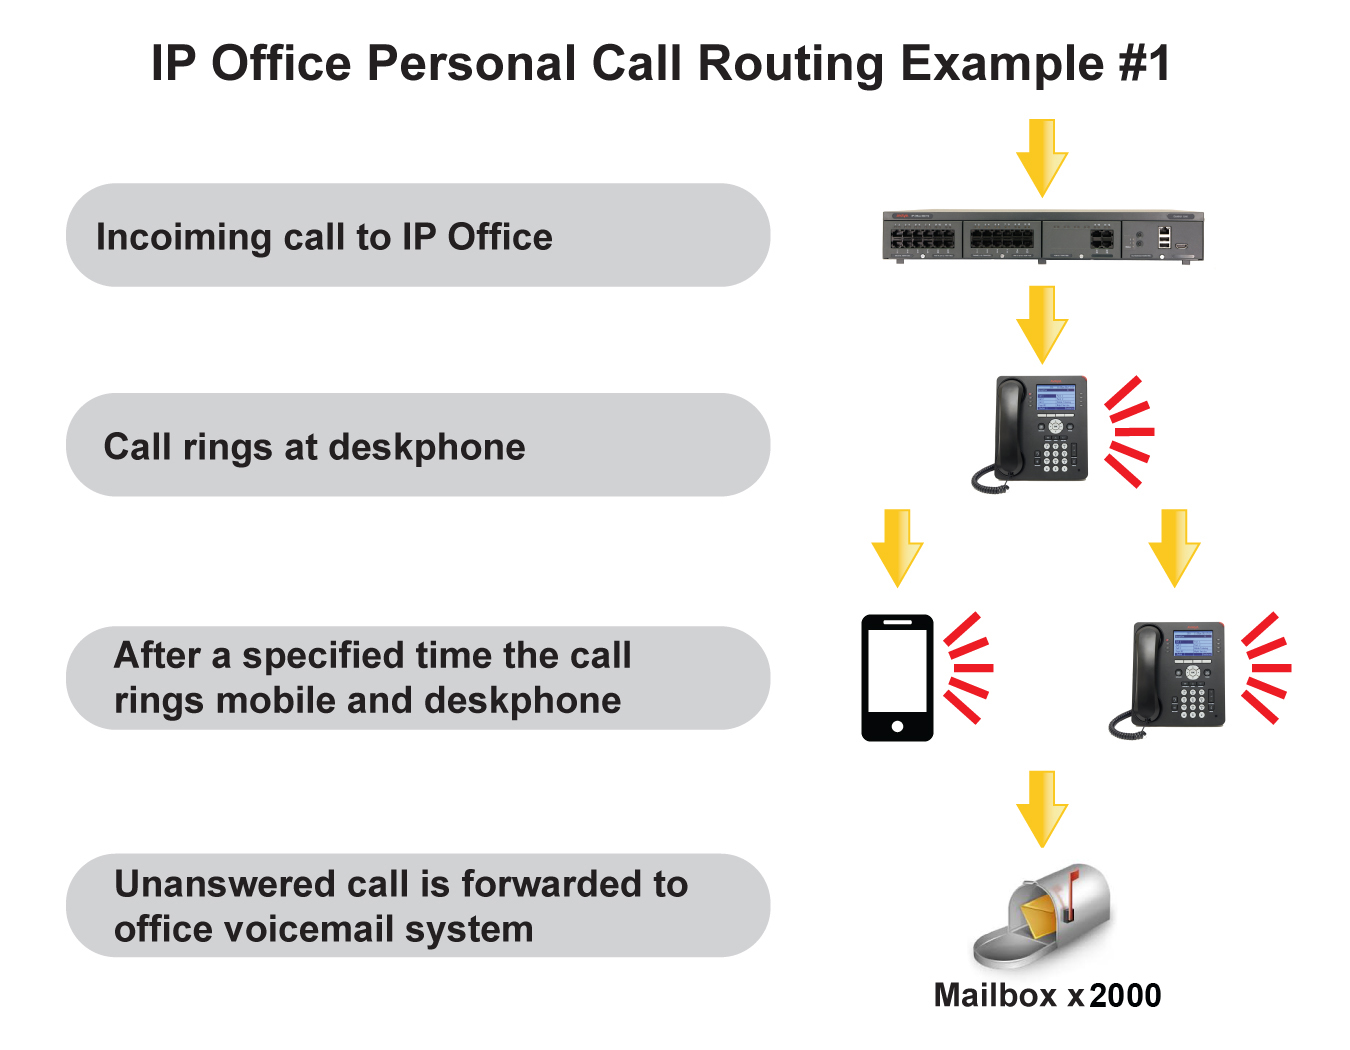 IP Office Personal Call Routing Example #1
Incoiming call to IP Office
Call rings at deskphone
After a specified time the call
rings mobile and deskphone
Unanswered call is forwarded to
office voicemail system
Mailbox x2000